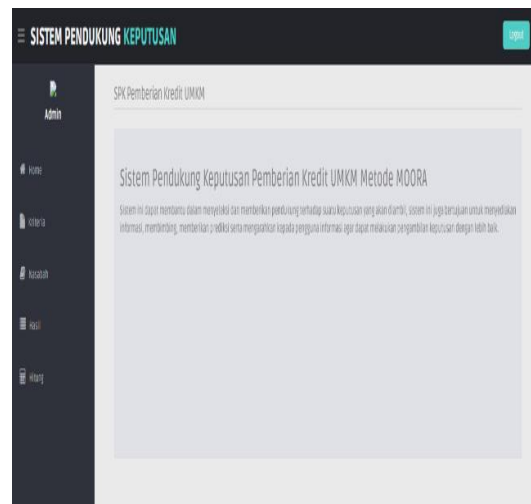 SISTEM PENDUKUNG KEPUTUSAN
Logout
Admin
Home
Kriteria
Nasabah
Hasil
Hitung
SPK Pemberian Kredit UMKM
Sistem Pendukung Keputusan Pemberian Kredit UMKM Metode MOORA
Sistem ini dapat membantu dalam menyeleksi dan memberikan pendukung terhadap suatu keputusan yang akan diambil, sistem ini juga bertujuan untuk menyediakan
informasi, membimbing, memberikan prediksi serta mengarahkan kepada pengguna informasi agar dapat melakukan pengambilan keputusan dengan lebih baik.